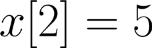 x[2] = 5